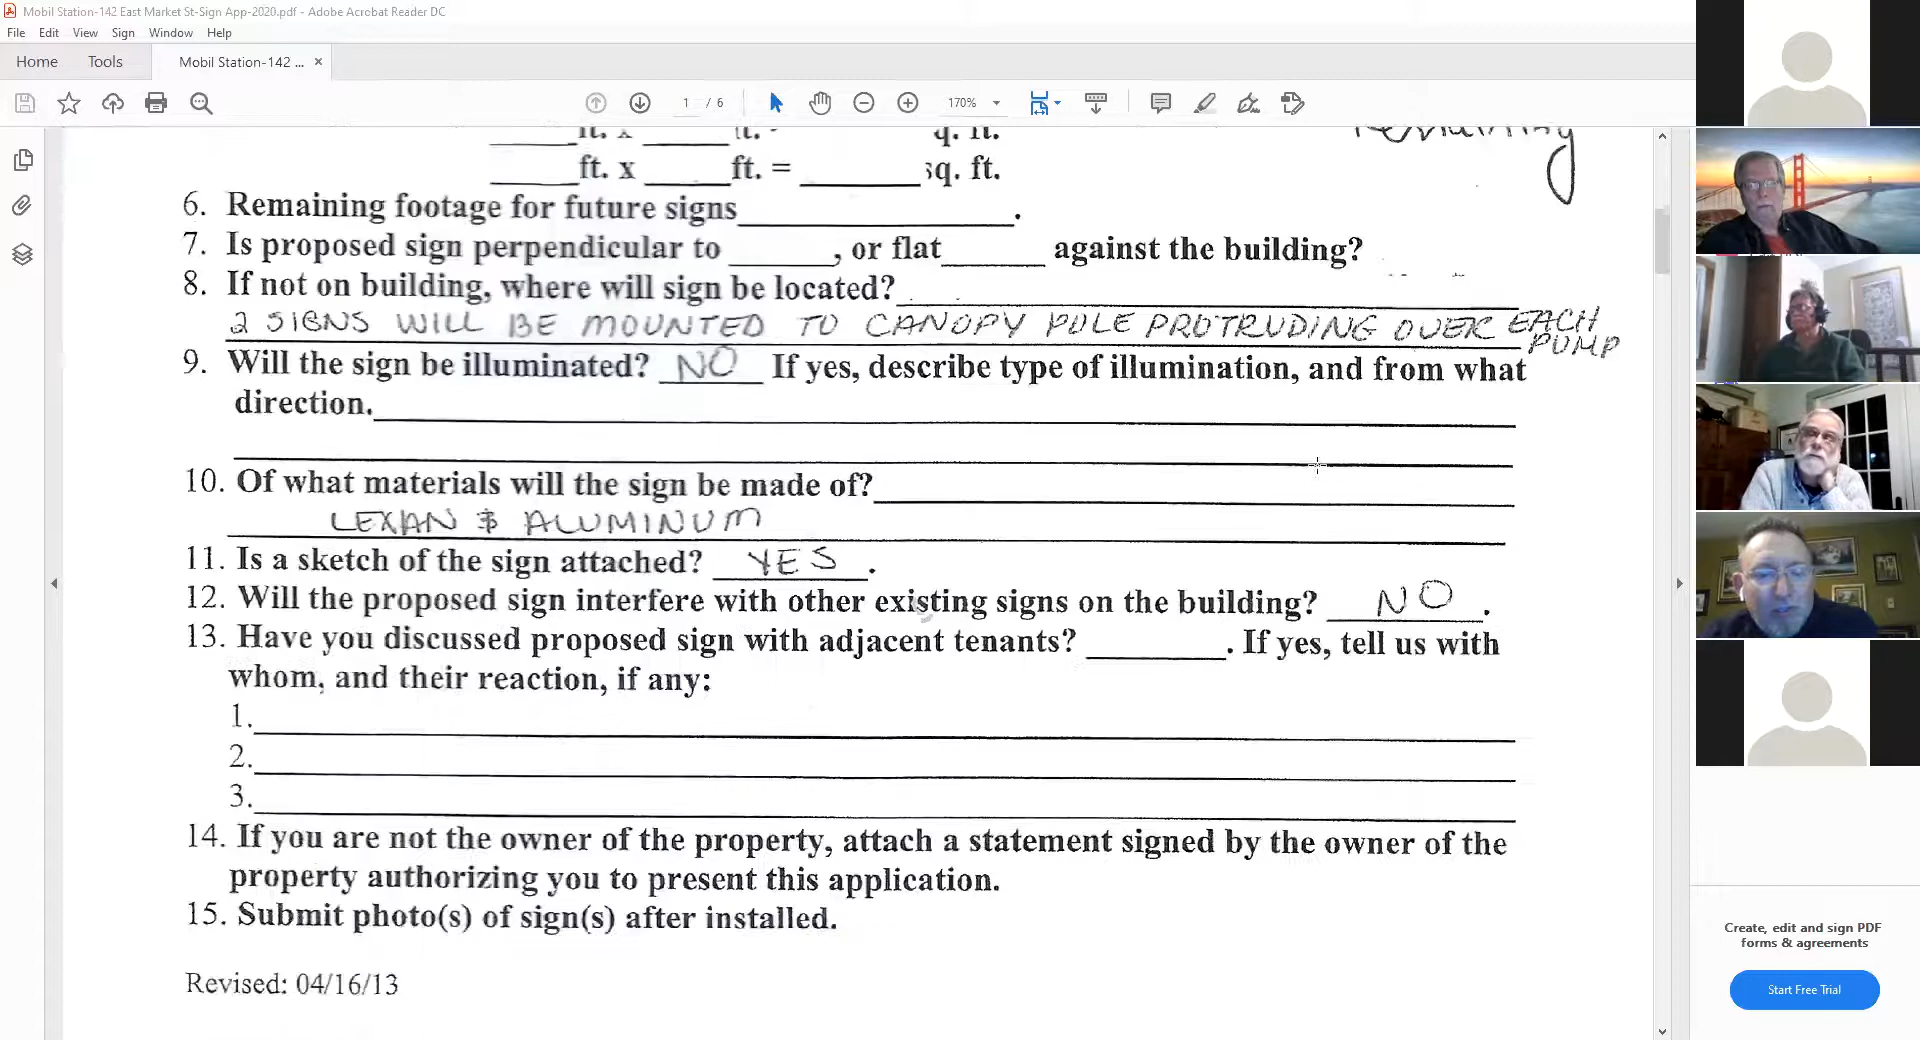 Mobil Station-142 East Market St-Sign App-2020.pdf - Adobe Acrobat Reader DC
File Edit View Sign Window Help
Home Tools Mobil Station-142 ... ×
1 / 6 170%
remaining
ft. x ft. = sq. ft.
6. Remaining footage for future signs.
7. Is proposed sign perpendicular to , or flat against the building?
8. If not on building, where will sign be located?
2 SIGNS WILL BE MOUNTED TO CANOPY POLE PROTRUDING OVER EACH
PUMP
9. Will the sign be illuminated? NO If yes, describe type of illumination, and from what
direction.
10. Of what materials will the sign be made of?
LEXAN & ALUMINUM
11. Is a sketch of the sign attached? YES.
12. Will the proposed sign interfere with other existing signs on the building? NO.
13. Have you discussed proposed sign with adjacent tenants? . If yes, tell us with
whom, and their reaction, if any:
1.
2.
3.
14. If you are not the owner of the property, attach a statement signed by the owner of the
property authorizing you to present this application.
15. Submit photo(s) of sign(s) after installed.
Revised: 04/16/13
Create, edit and sign PDF
forms & agreements
Start Free Trial